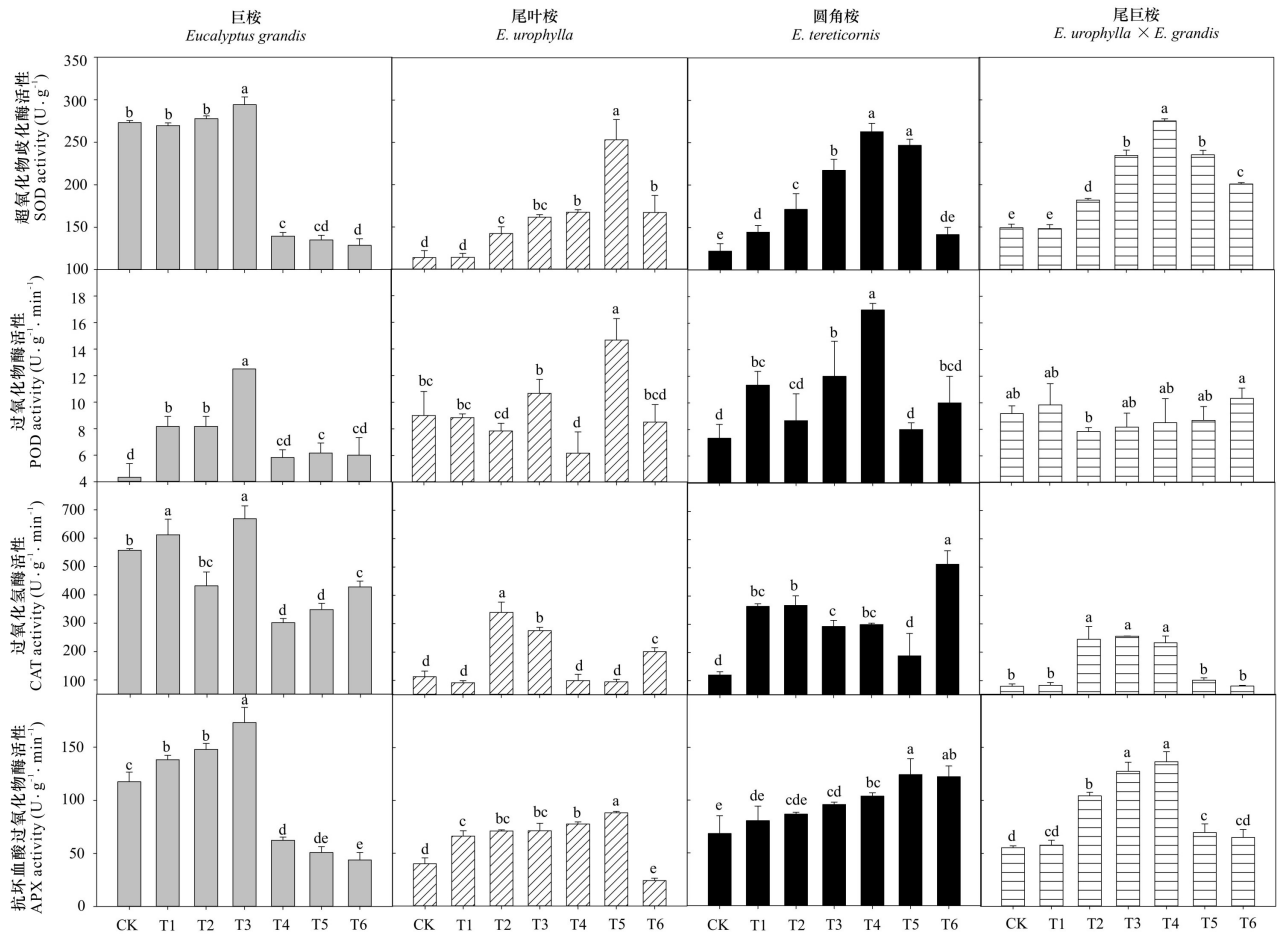 巨桉 尾叶桉 圆角桉 尾巨桉
Eucalyptus grandis E. urophylla E. tereticornis E. urophylla × E. grandis
超氧化物歧化酶活性
SOD activity (U·g⁻¹)
350
300
250
200
150
100
b b b a c cd d
d d c bc b a b
e d c b a a de
e e d b a b c
过氧化物酶活性
POD activity (U·g⁻¹·min⁻¹)
18
16
14
12
10
8
6
4
d b b a cd c cd
bc bc cd b d a bcd
d bc cd b a d bcd
ab ab b ab ab ab a
过氧化氢酶活性
CAT activity (U·g⁻¹·min⁻¹)
700
600
500
400
300
200
100
b a bc a d d c
d d a b d d c
d bc b c bc d a
b b a a a b b
抗坏血酸过氧化物酶活性
APX activity (U·g⁻¹·min⁻¹)
150
100
50
0
c b b a d de e
d c bc bc b a e
e de cde cd bc a ab
d cd b a a c cd
CK T1 T2 T3 T4 T5 T6 CK T1 T2 T3 T4 T5 T6 CK T1 T2 T3 T4 T5 T6 CK T1 T2 T3 T4 T5 T6